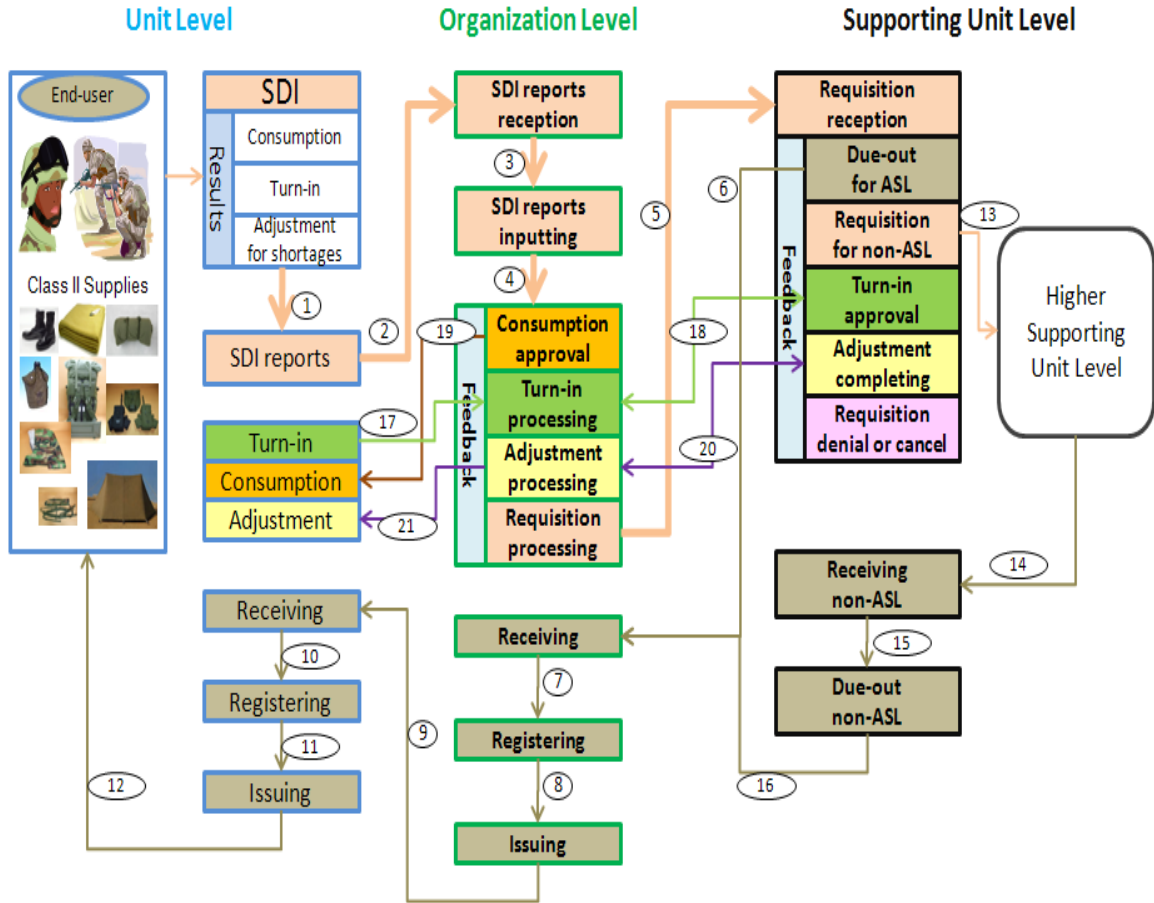 Unit Level
Organization Level
Supporting Unit Level
End-user
Class II Supplies
SDI
Results
Consumption
Turn-in
Adjustment
for shortages
1
SDI reports
2
Turn-in
Consumption
Adjustment
17
19
21
Receiving
10
Registering
11
Issuing
12
9
SDI reports
reception
3
SDI reports
inputting
4
Feedback
Consumption
approval
Turn-in
processing
Adjustment
processing
Requisition
processing
5
18
20
6
Receiving
7
Registering
8
Issuing
Requisition
reception
Feedback
Due-out
for ASL
Requisition
for non-ASL
Turn-in
approval
Adjustment
completing
Requisition
denial or cancel
13
Higher
Supporting
Unit Level
14
Receiving
non-ASL
15
Due-out
non-ASL
16